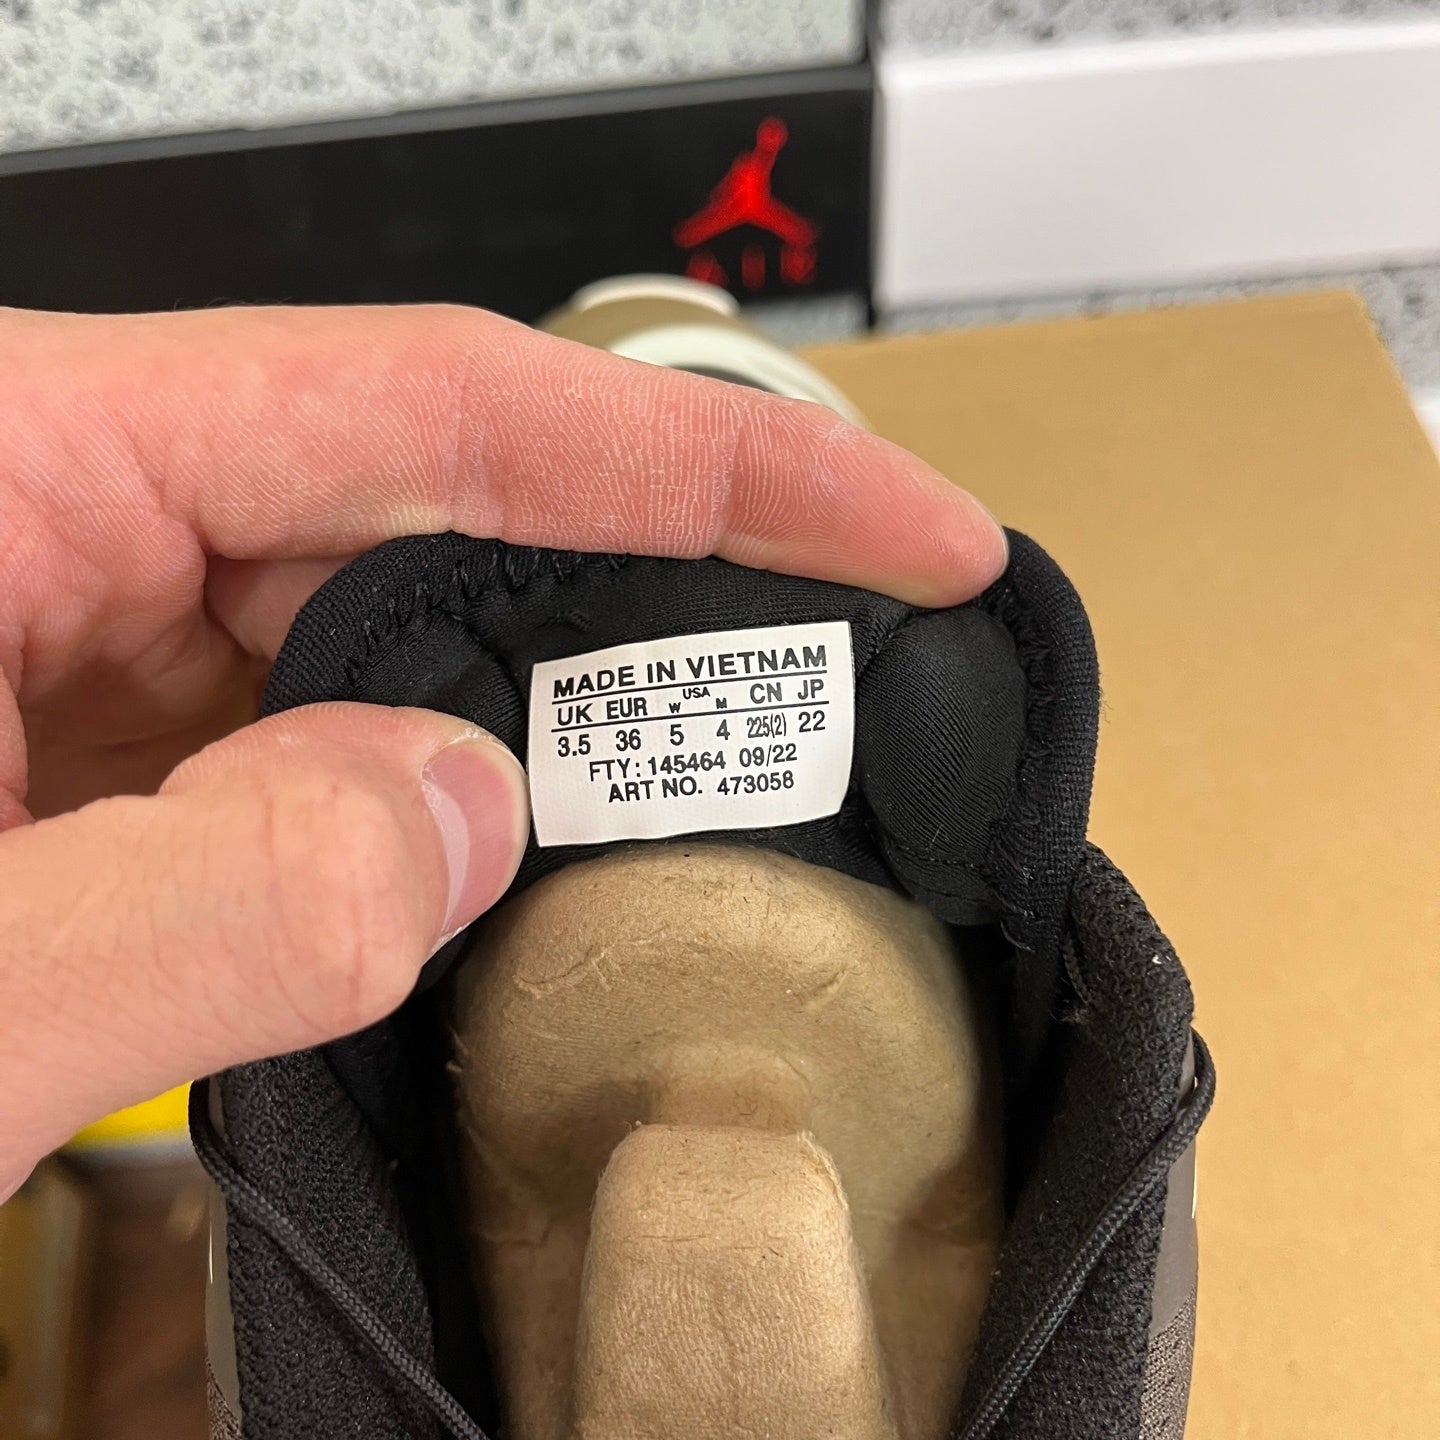 AIR
MADE IN VIETNAM
USA
UK EUR W M CN JP
3.5 36 5 4 225(2) 22
FTY: 145464 09/22
ART NO. 473058